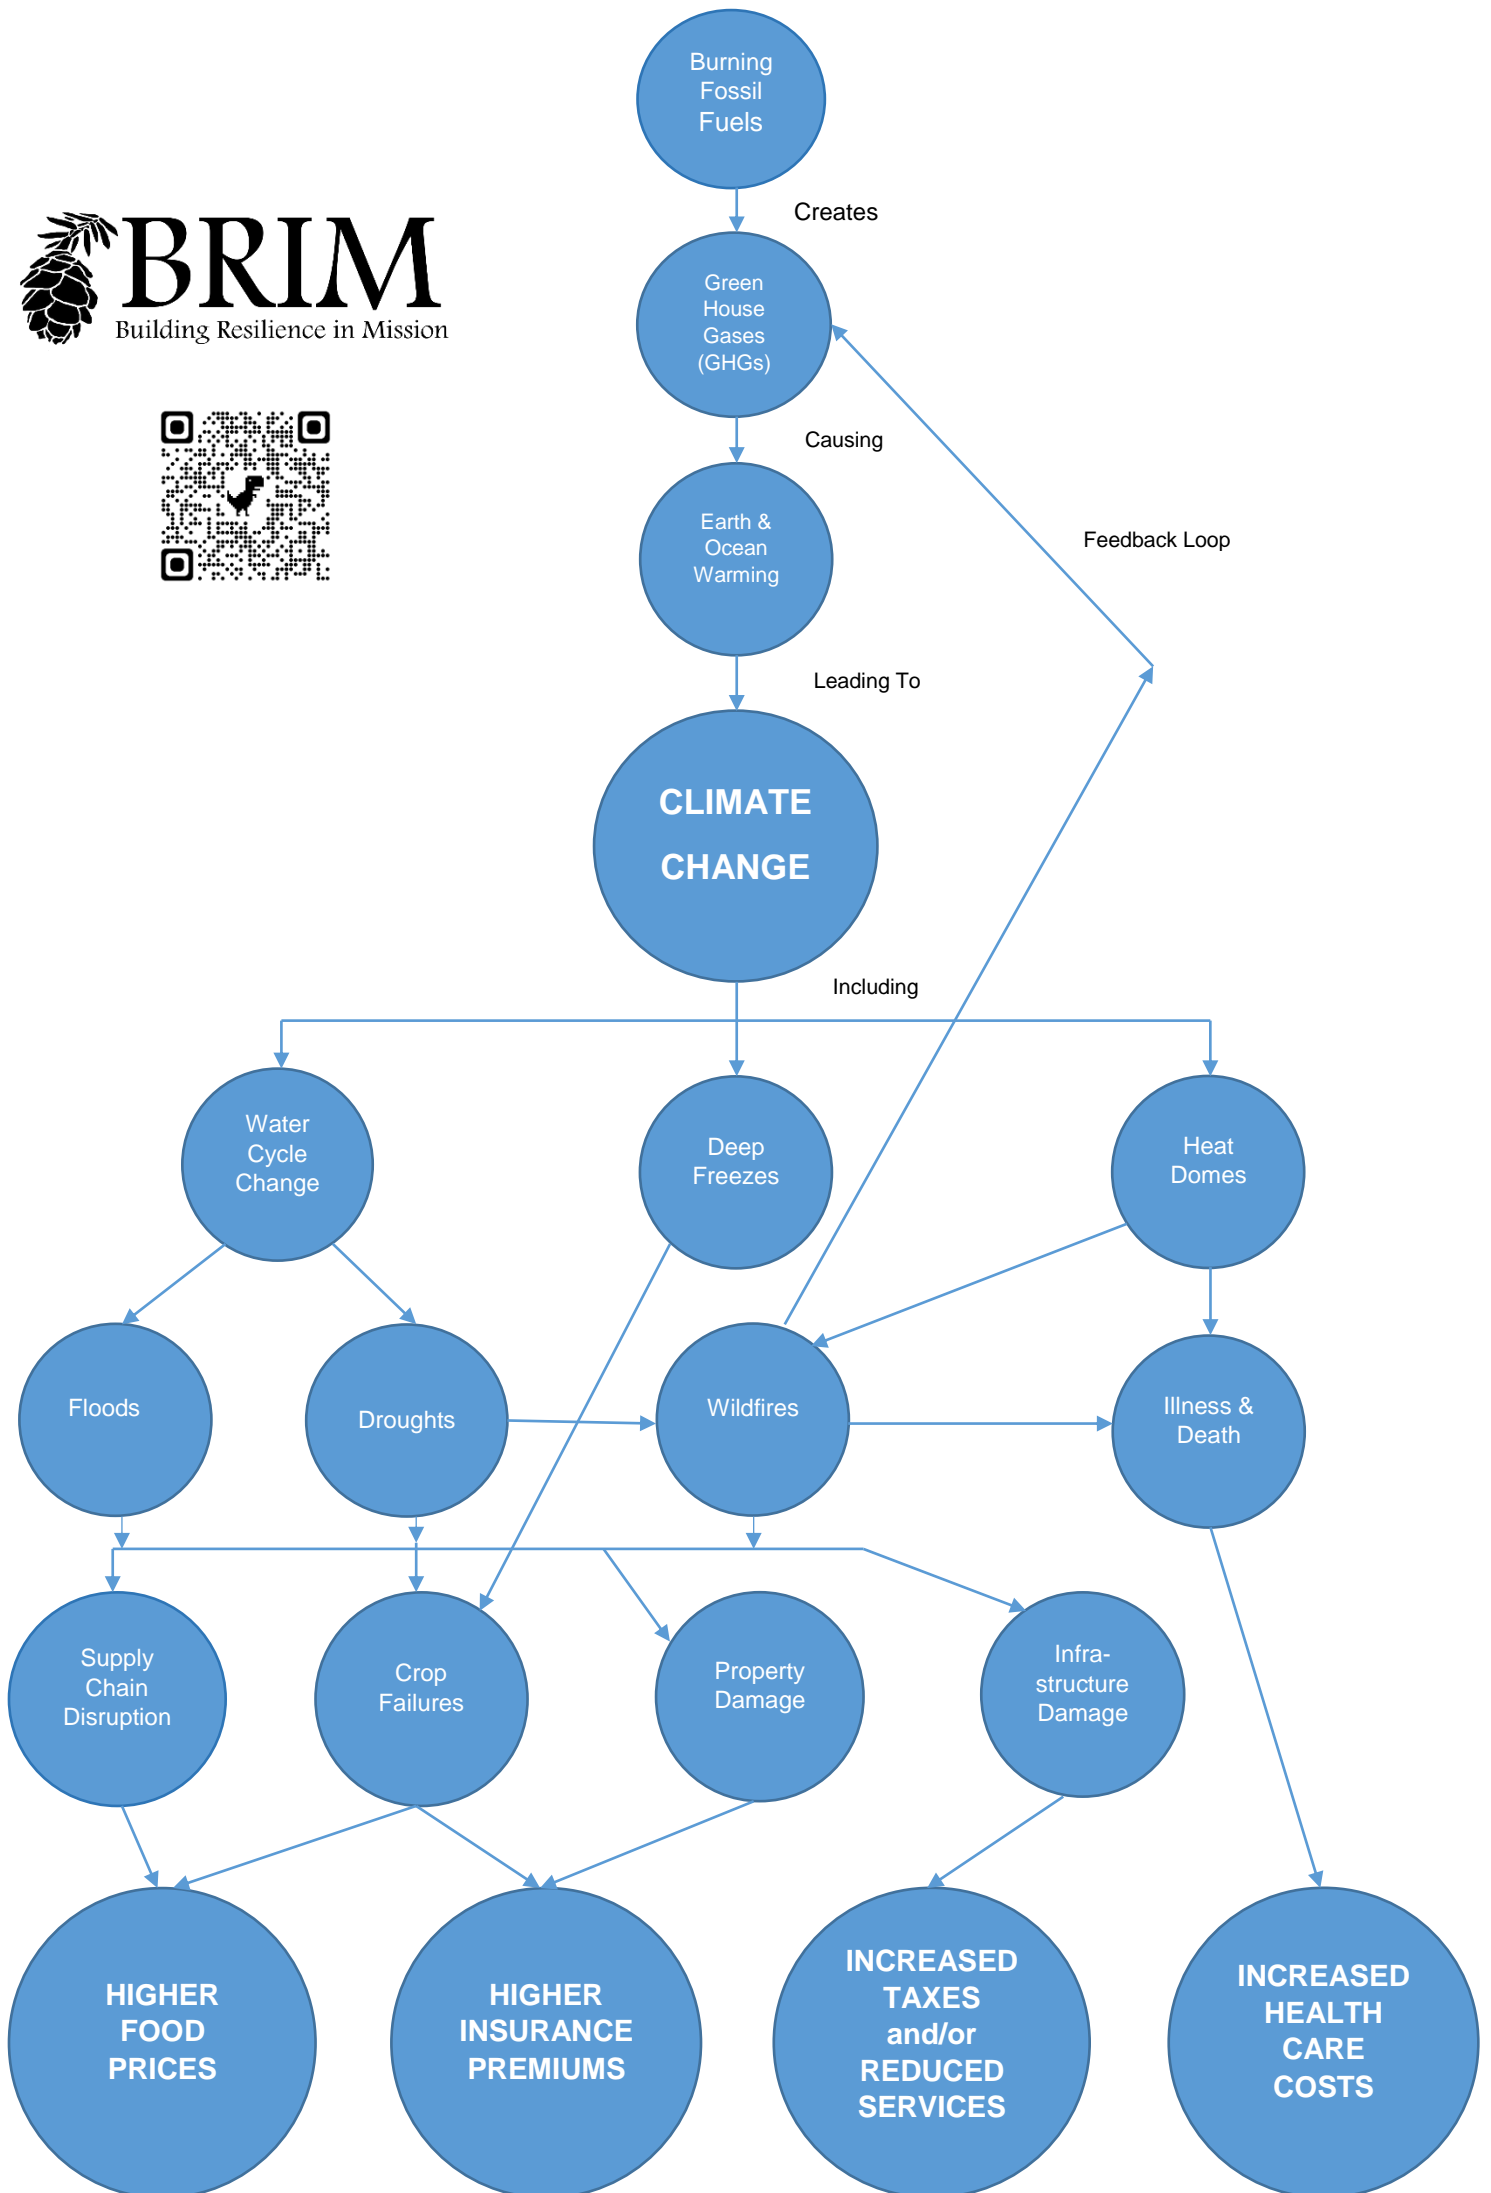 Burning
Fossil
Fuels
Creates
BRIM
Building Resilience in Mission
Green
House
Gases
(GHGs)
Causing
Earth &
Ocean
Warming
Feedback Loop
Leading To
CLIMATE
CHANGE
Including
Water
Cycle
Change
Deep
Freezes
Heat
Domes
Floods
Droughts
Wildfires
Illness &
Death
Supply
Chain
Disruption
Crop
Failures
Property
Damage
Infra-
structure
Damage
HIGHER
FOOD
PRICES
HIGHER
INSURANCE
PREMIUMS
INCREASED
TAXES
and/or
REDUCED
SERVICES
INCREASED
HEALTH
CARE
COSTS